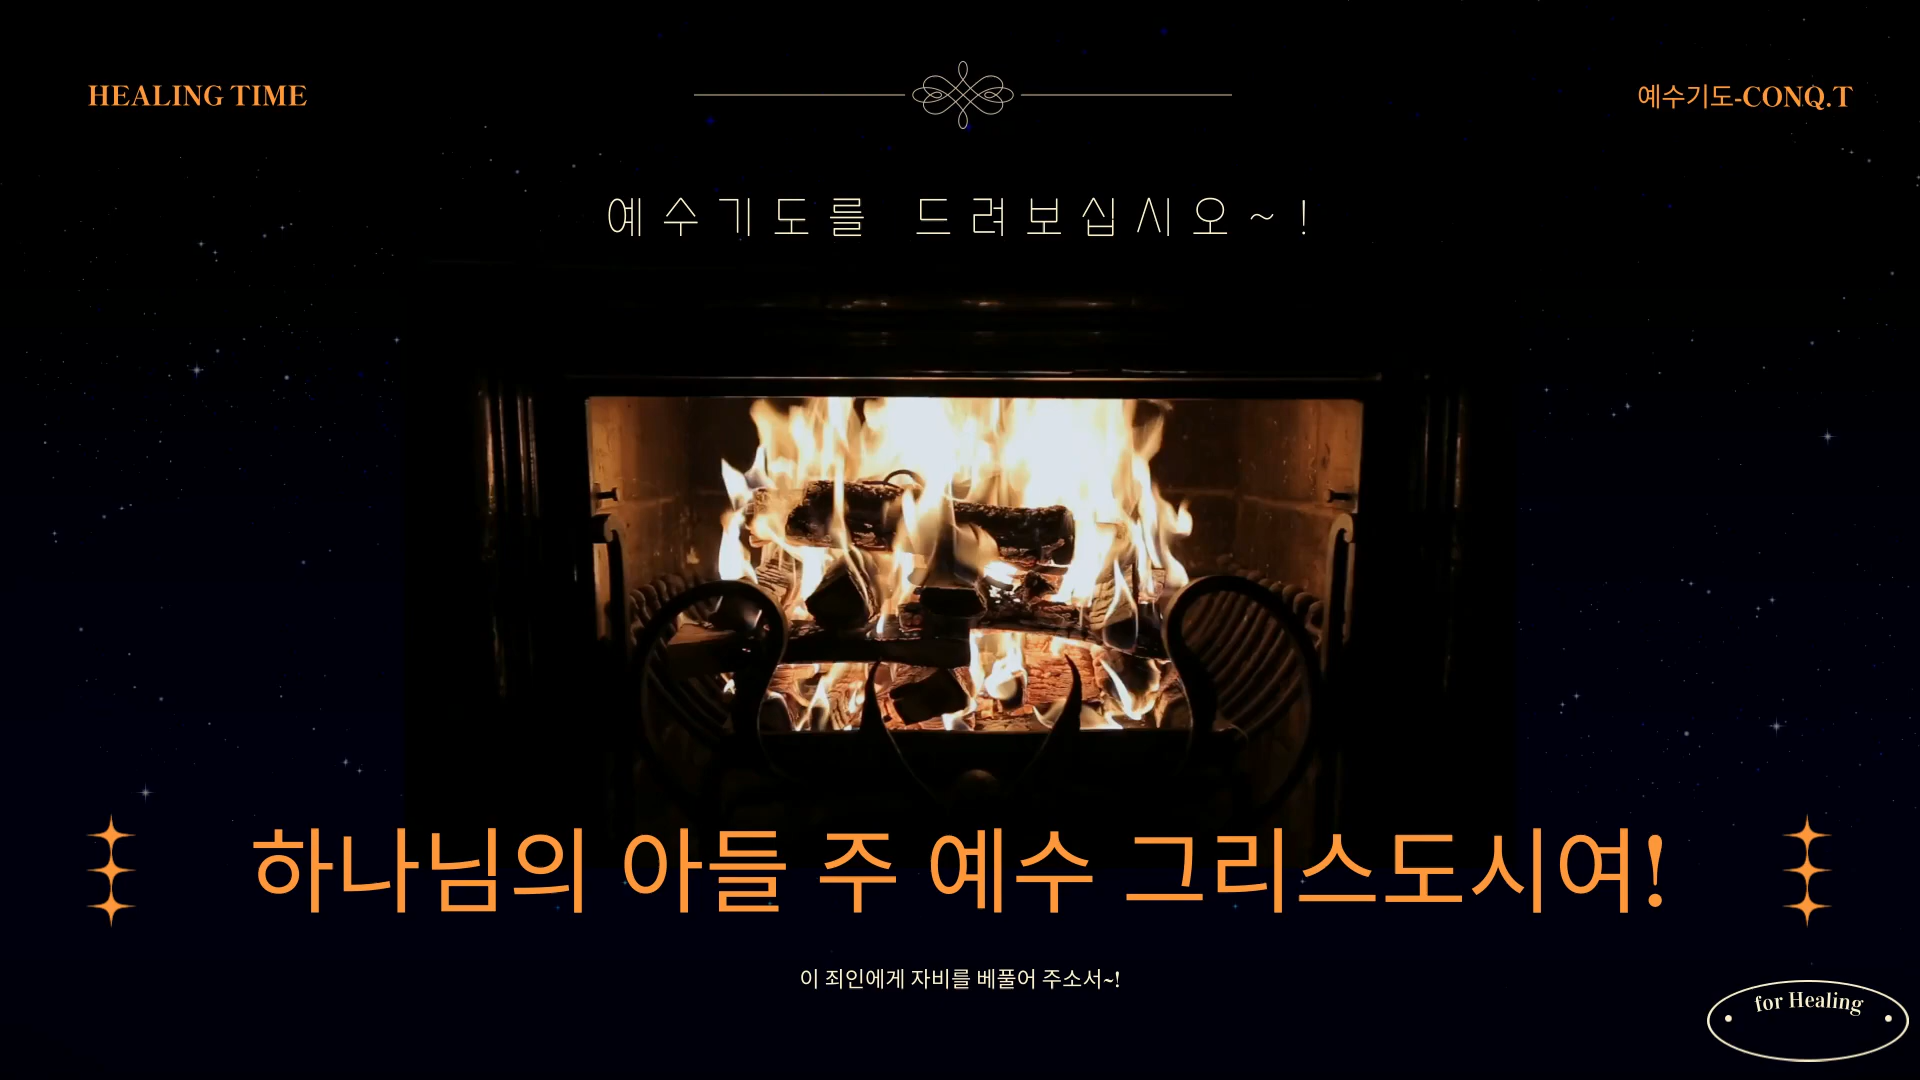 HEALING TIME
예수기도-CONQ.T
예수기도를 드려보십시오~!
하나님의 아들 주 예수 그리스도시여!
이 죄인에게 자비를 베풀어 주소서~!
for Healing